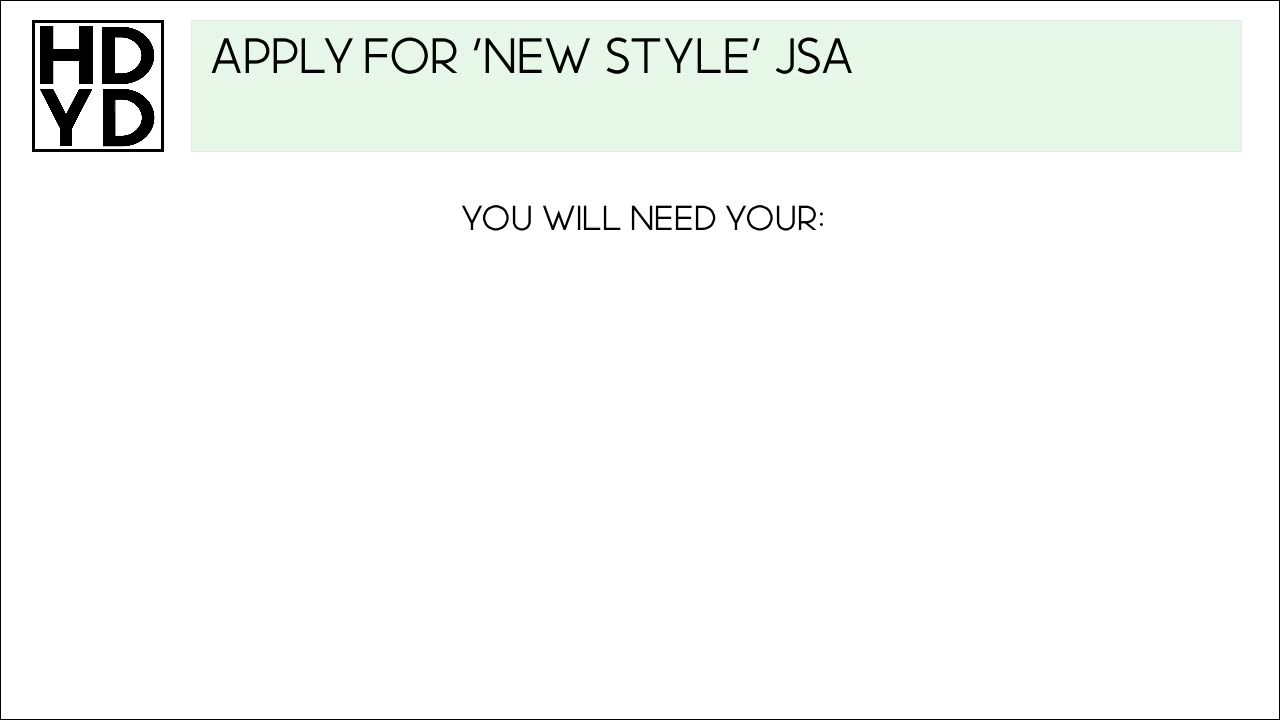 HD
YD
APPLY FOR ‘NEW STYLE’ JSA
YOU WILL NEED YOUR: